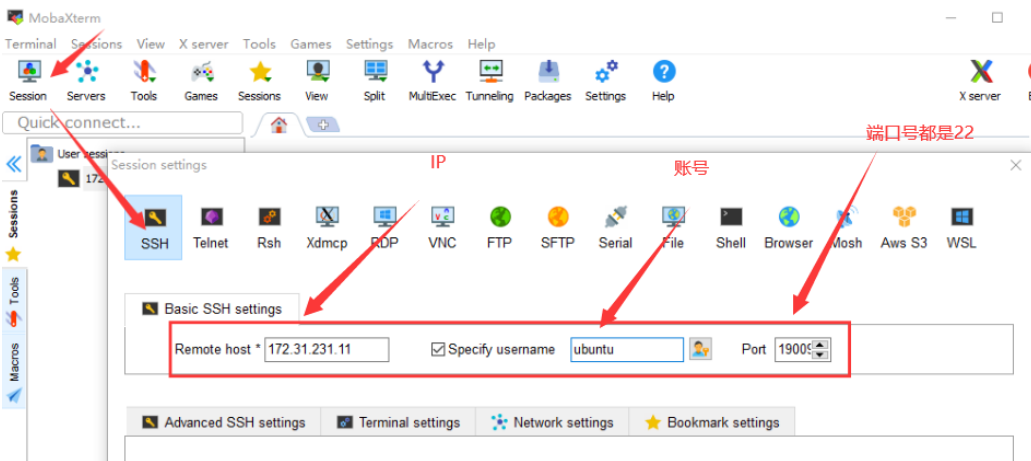 MobaXterm
Terminal Sessions View X server Tools Games Settings Macros Help
Session Servers Tools Games Sessions View Split MultiExec Tunneling Packages Settings Help X server
Quick connect...
端口号都是22
User sessions
IP
账号
Session settings
172
Sessions
SSH Telnet Rsh Xdmcp RDP VNC FTP SFTP Serial File Shell Browser Mosh Aws S3 WSL
Tools
Basic SSH settings
Remote host * 172.31.231.11 Specify username ubuntu Port 19009
Macros
Advanced SSH settings Terminal settings Network settings Bookmark settings